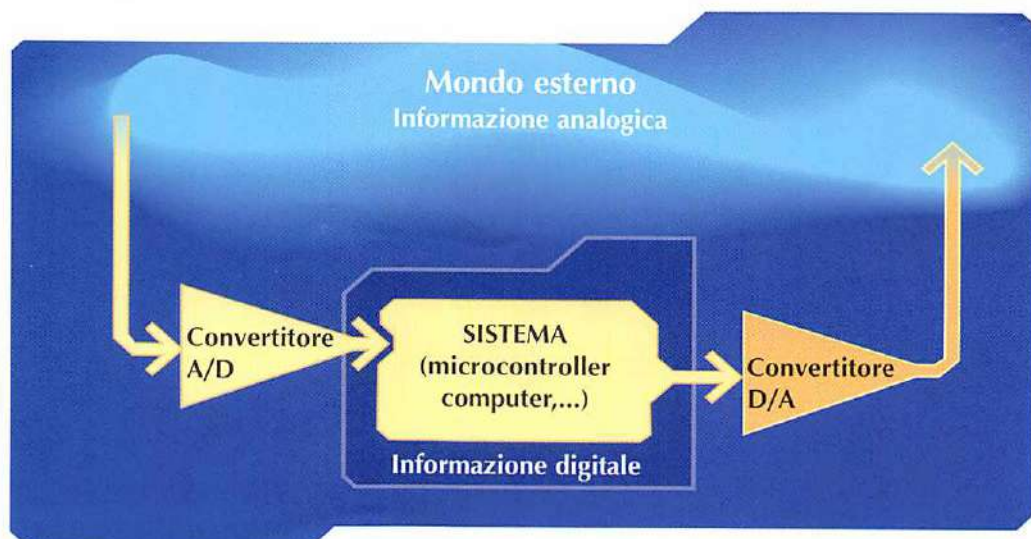 Mondo esterno
Informazione analogica
Convertitore
A/D
SISTEMA
(microcontroller
computer,...)
Convertitore
D/A
Informazione digitale